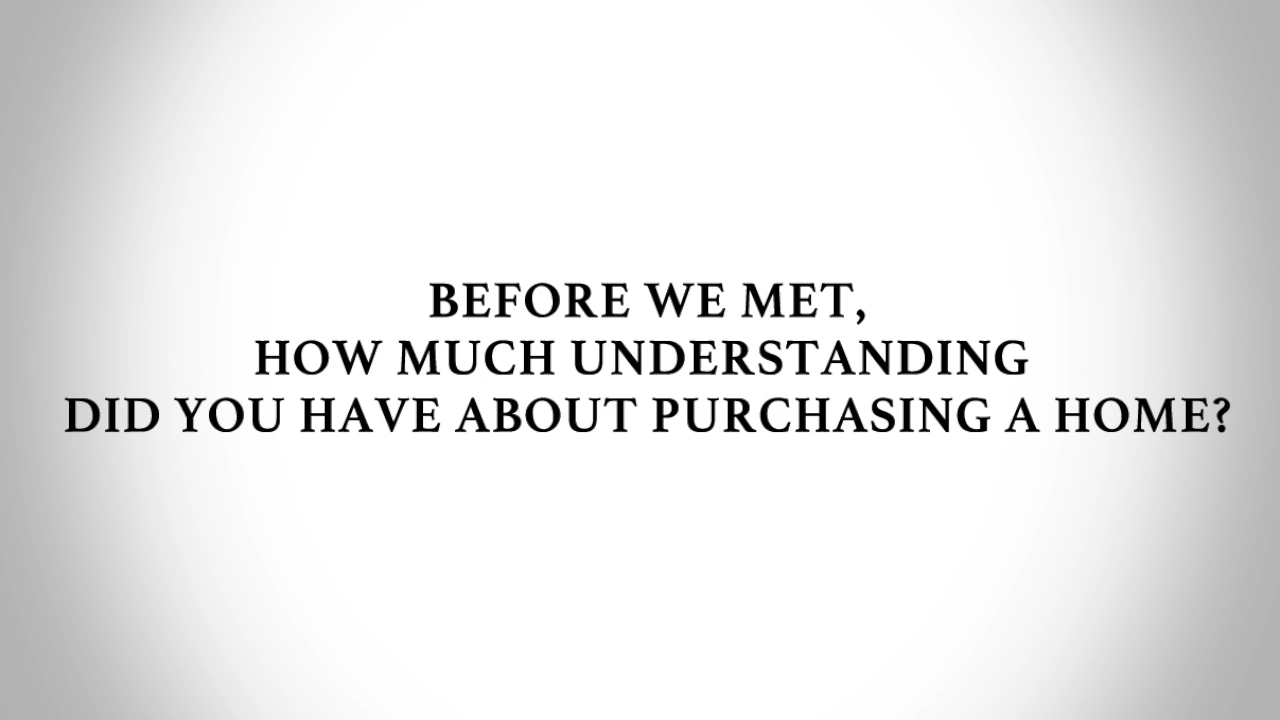 BEFORE WE MET,
HOW MUCH UNDERSTANDING
DID YOU HAVE ABOUT PURCHASING A HOME?